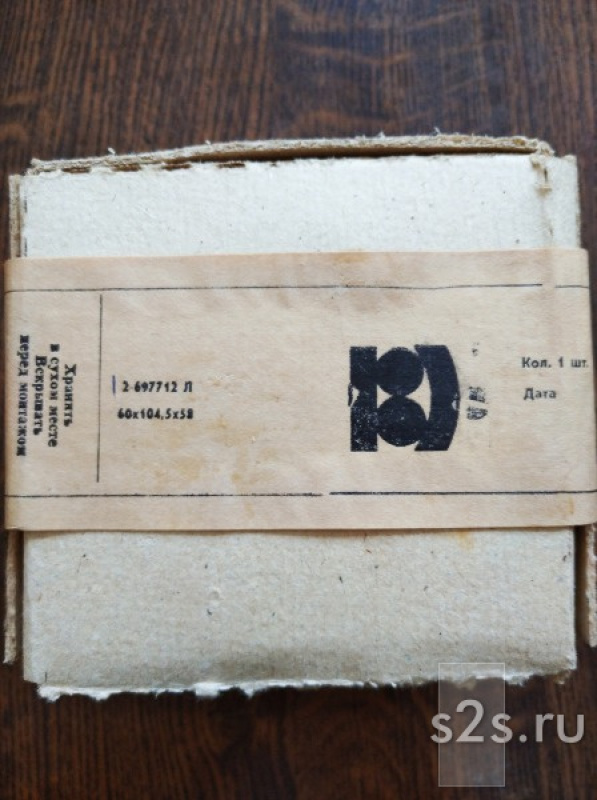 Хранить
в сухом месте
Вскрывать
перед монтажом
2-697712 Л
60х104,5х58
Кол. 1 шт.
Дата
s2s.ru